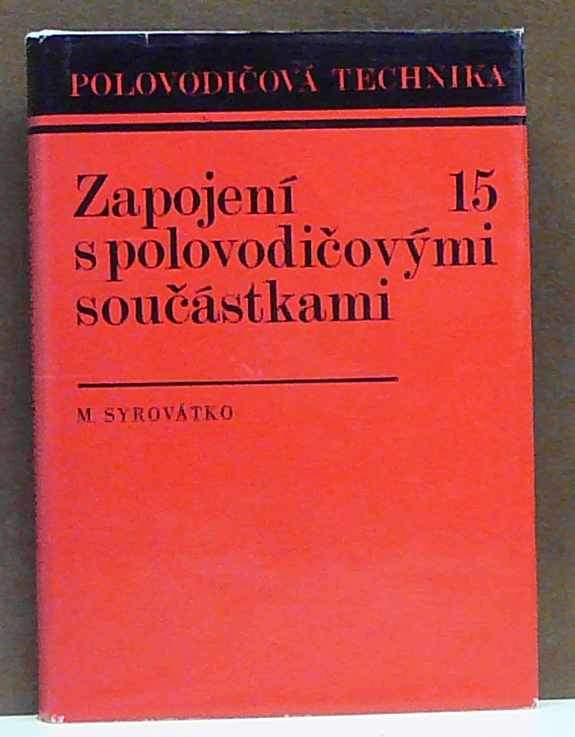 POLOVODIČOVÁ TECHNIKA
Zapojení 15
s polovodičovými
součástkami
M. SYROVÁTKO